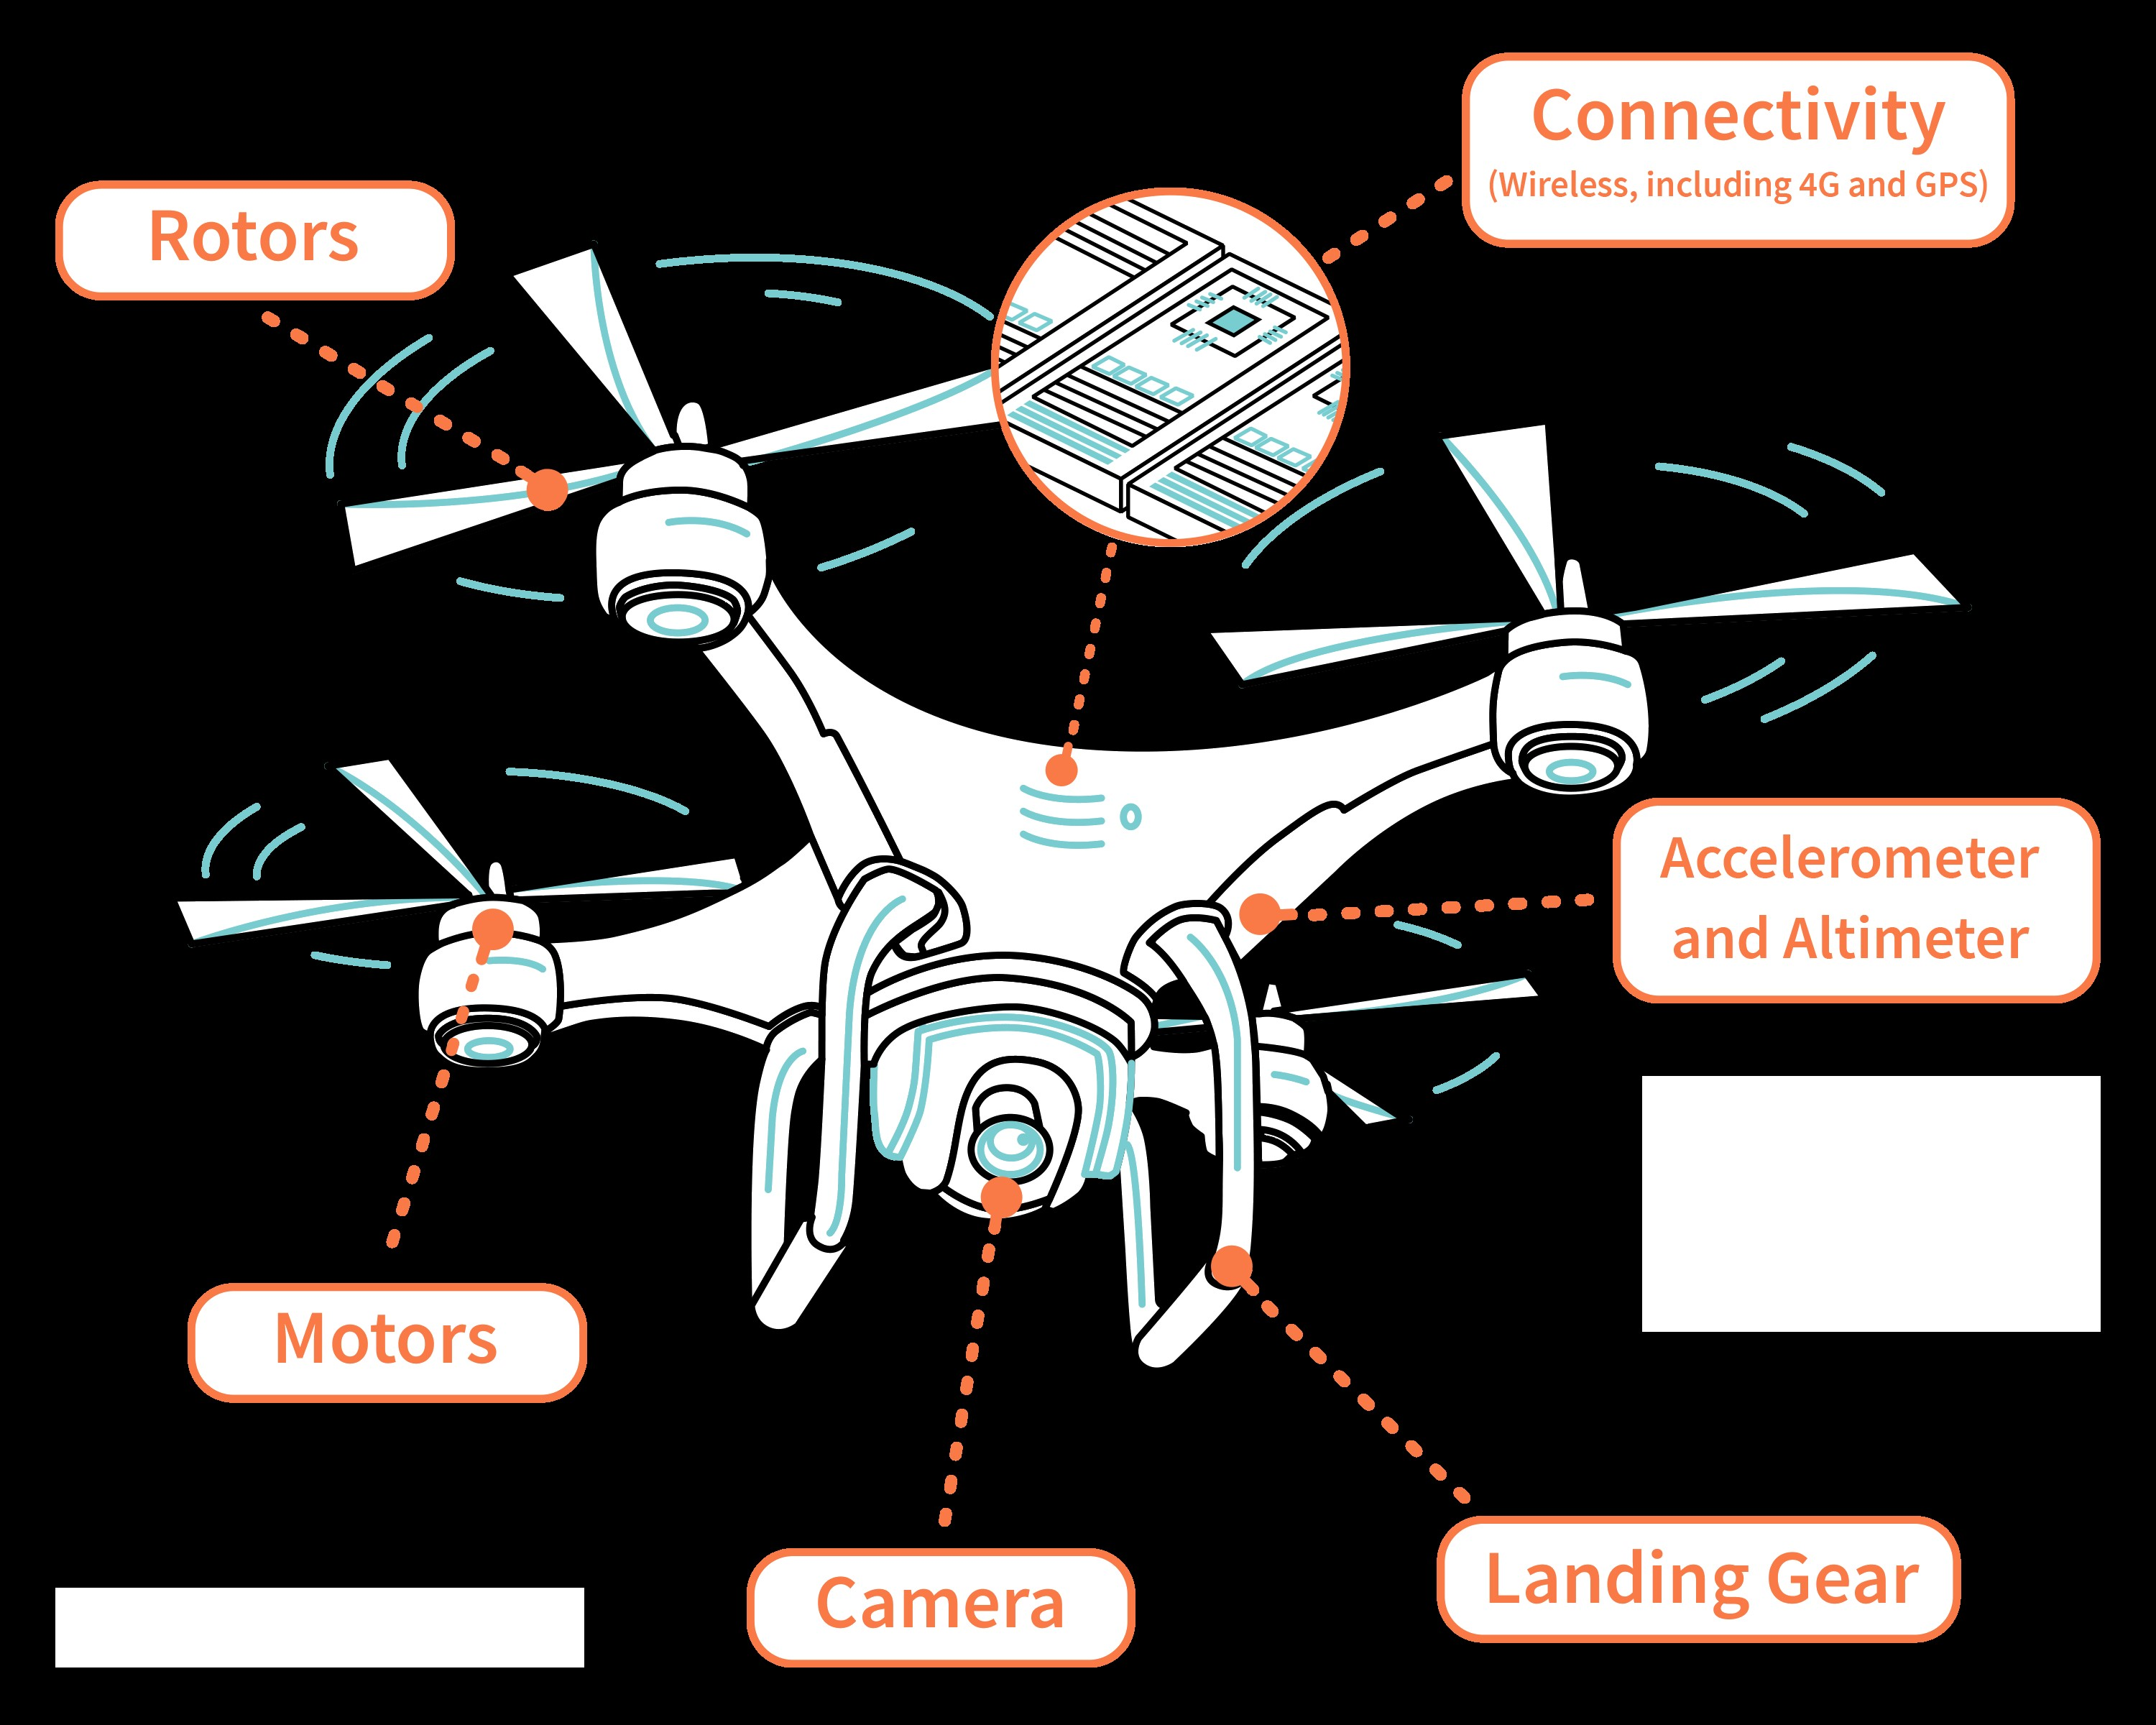 Connectivity
(Wireless, including 4G and GPS)
Rotors
Accelerometer
and Altimeter
Motors
Landing Gear
Camera